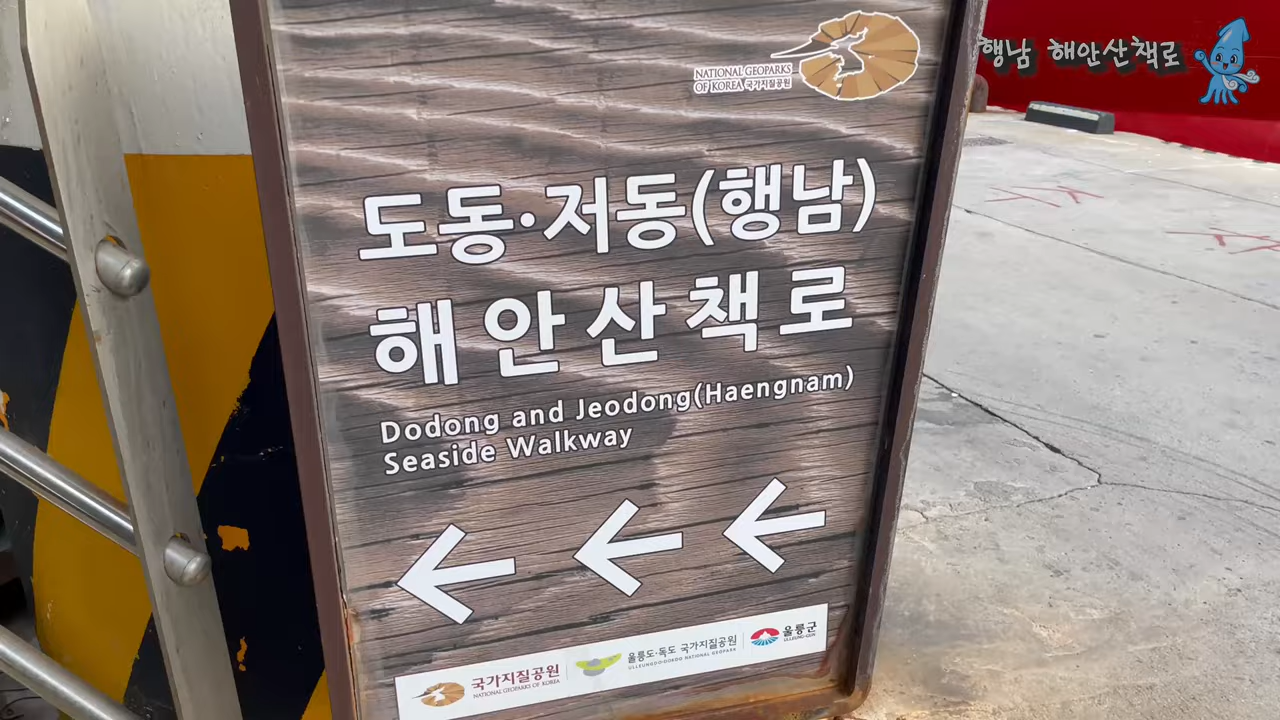 NATIONAL GEOPARKS
OF KOREA 국가지질공원
행남 해안산책로
도동·저동(행남)
해안산책로
Dodong and Jeodong(Haengnam)
Seaside Walkway
국가지질공원
NATIONAL GEOPARKS OF KOREA
울릉도·독도 국가지질공원
ULLEUNGDO·DOKDO NATIONAL GEOPARK
울릉군
ULLEUNG-GUN